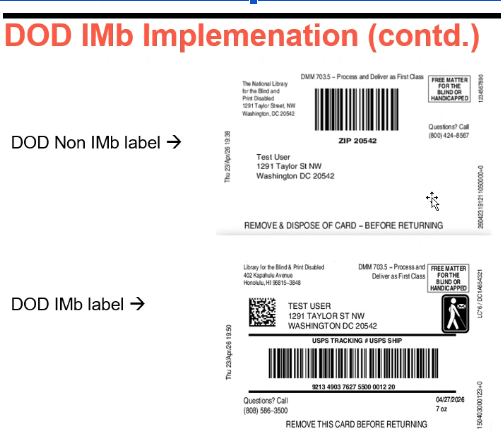 DOD IMb Implemenation (contd.)
DOD Non IMb label →
The National Library
for the Blind and
Print Disabled
1291 Taylor Street, NW
Washington, DC 20542
DMM 703.5 – Process and Deliver as First Class
FREE MATTER
FOR THE
BLIND OR
HANDICAPPED
ZIP 20542
Questions? Call
(800) 424-8567
Test User
1291 Taylor St NW
Washington DC 20542
Thu 23/Apr/26 19:38
REMOVE & DISPOSE OF CARD – BEFORE RETURNING
DOD IMb label →
Library for the Blind & Print Disabled
402 Kapahulu Avenue
Honolulu, HI 96815-3848
DMM 703.5 – Process and
Deliver as First Class
FREE MATTER
FOR THE
BLIND OR
HANDICAPPED
TEST USER
1291 TAYLOR ST NW
WASHINGTON DC 20542
USPS TRACKING # USPS SHIP
9213 4903 7627 5500 0012 20
Thu 23/Apr/26 19:50
Questions? Call
(808) 586-3500
04/27/2026
7 oz
REMOVE THIS CARD BEFORE RETURNING